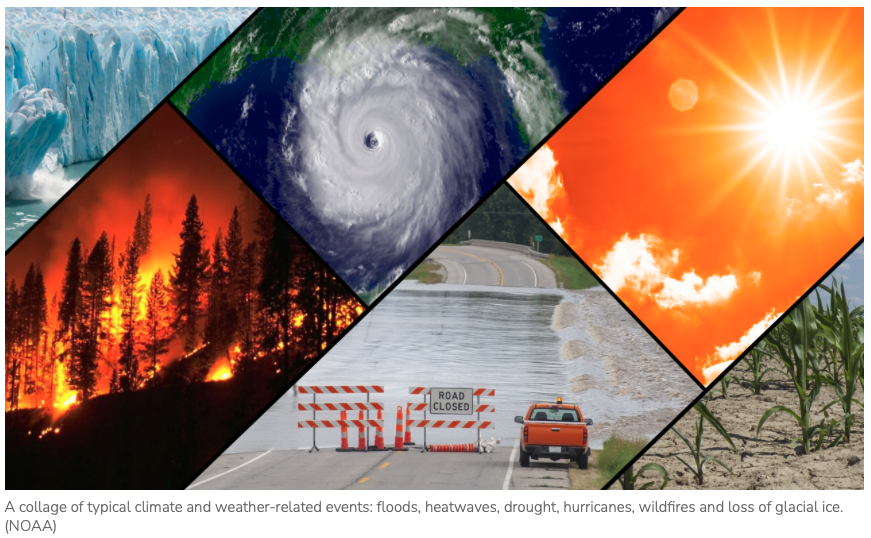 ROAD
CLOSED
A collage of typical climate and weather-related events: floods, heatwaves, drought, hurricanes, wildfires and loss of glacial ice.
(NOAA)